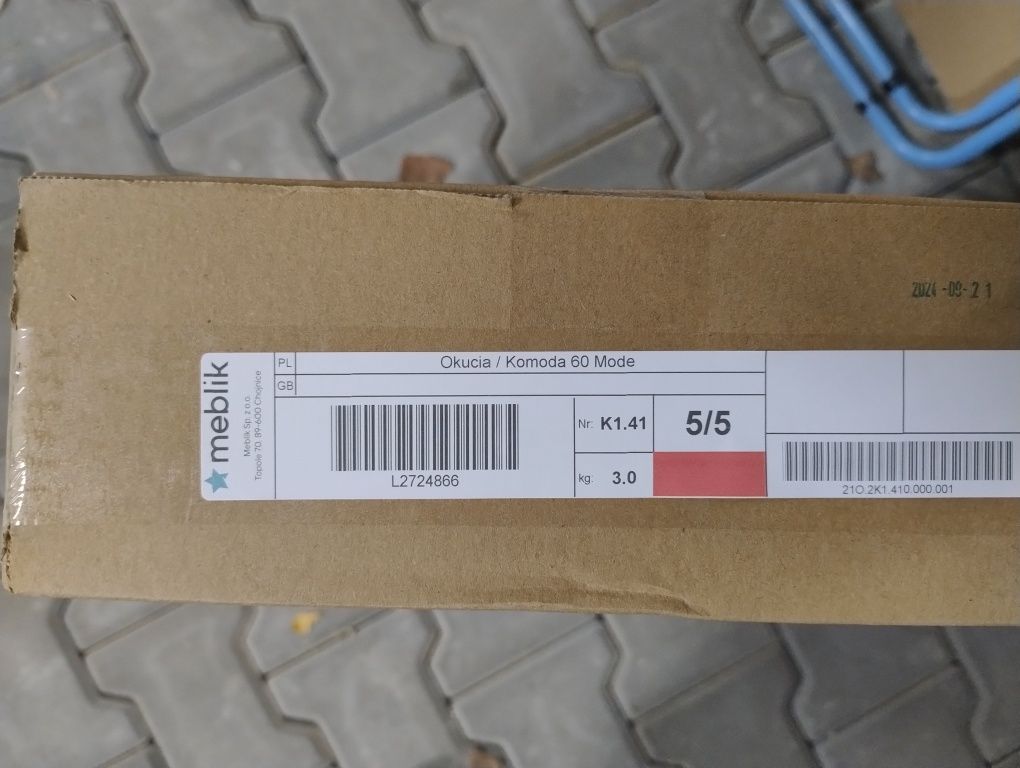 2024-09-21
meblik
Meblik Sp. z o.o.
Topole 70, 89-600 Chojnice
PL
Okucia / Komoda 60 Mode
GB
L2724866
Nr: K1.41
5/5
kg: 3.0
21O.2K1.410.000.001